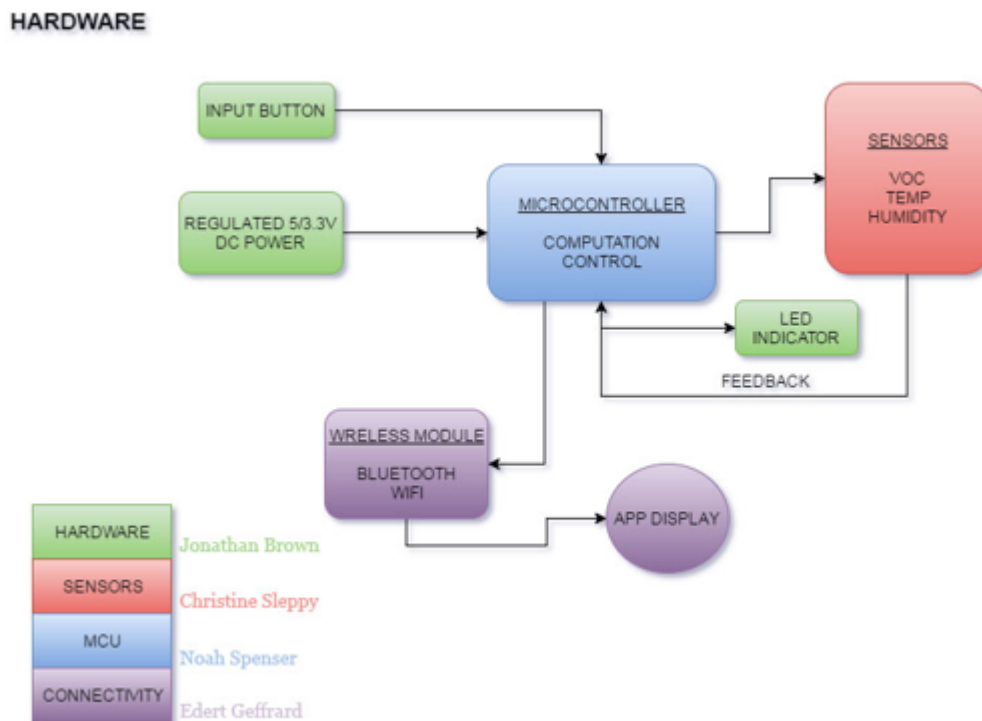 HARDWARE
INPUT BUTTON
REGULATED 5/3.3V
DC POWER
MICROCONTROLLER
COMPUTATION
CONTROL
SENSORS
VOC
TEMP
HUMIDITY
LED
INDICATOR
FEEDBACK
WRELESS MODULE
BLUETOOTH
WIFI
APP DISPLAY
HARDWARE
Jonathan Brown
SENSORS
Christine Sleppy
MCU
Noah Spenser
CONNECTIVITY
Edert Geffrard